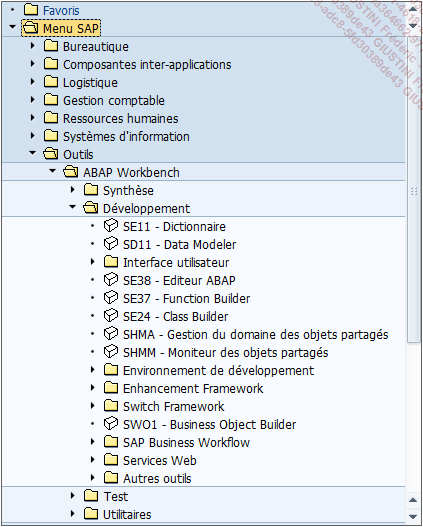 Favoris
Menu SAP
Bureautique
Composantes inter-applications
Logistique
Gestion comptable
Ressources humaines
Systèmes d'information
Outils
ABAP Workbench
Synthèse
Développement
SE11 - Dictionnaire
SD11 - Data Modeler
Interface utilisateur
SE38 - Editeur ABAP
SE37 - Function Builder
SE24 - Class Builder
SHMA - Gestion du domaine des objets partagés
SHMM - Moniteur des objets partagés
Environnement de développement
Enhancement Framework
Switch Framework
SWO1 - Business Object Builder
SAP Business Workflow
Services Web
Autres outils
Test
Utilitaires